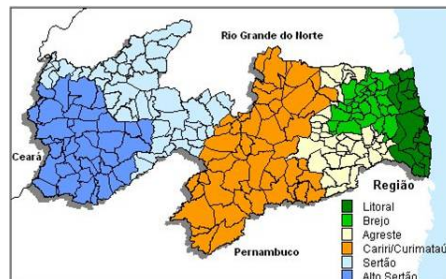 Rio Grande do Norte
Ceará
Pernambuco
Região
Litoral
Brejo
Agreste
Cariri/Curimataú
Sertão
Alto Sertão